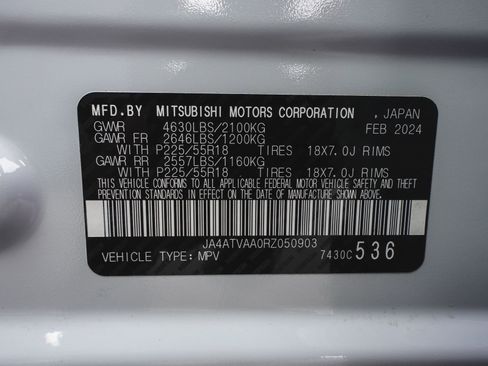 MFD.BY MITSUBISHI MOTORS CORPORATION , JAPAN
GVWR 4630LBS/2100KG FEB 2024
GAWR FR 2646LBS/1200KG
WITH P225/55R18 TIRES 18X7.0J RIMS
GAWR RR 2557LBS/1160KG
WITH P225/55R18 TIRES 18X7.0J RIMS
THIS VEHICLE CONFORMS TO ALL APPLICABLE FEDERAL MOTOR VEHICLE SAFETY AND THEFT
PREVENTION STANDARDS IN EFFECT ON THE DATE OF MANUFACTURE SHOWN ABOVE.
JA4ATVAA0RZ050903
VEHICLE TYPE: MPV 7430C 536